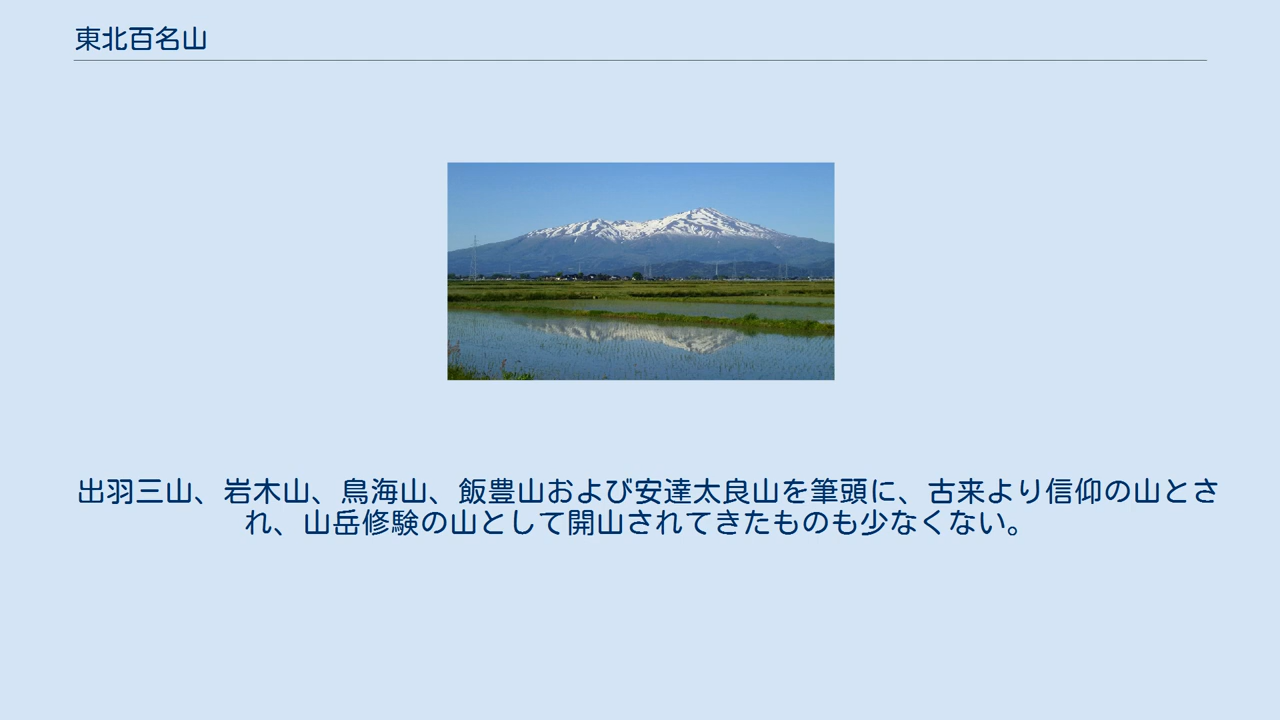 東北百名山
出羽三山、岩木山、鳥海山、飯豊山および安達太良山を筆頭に、古来より信仰の山とさ
れ、山岳修験の山として開山されてきたものも少なくない。